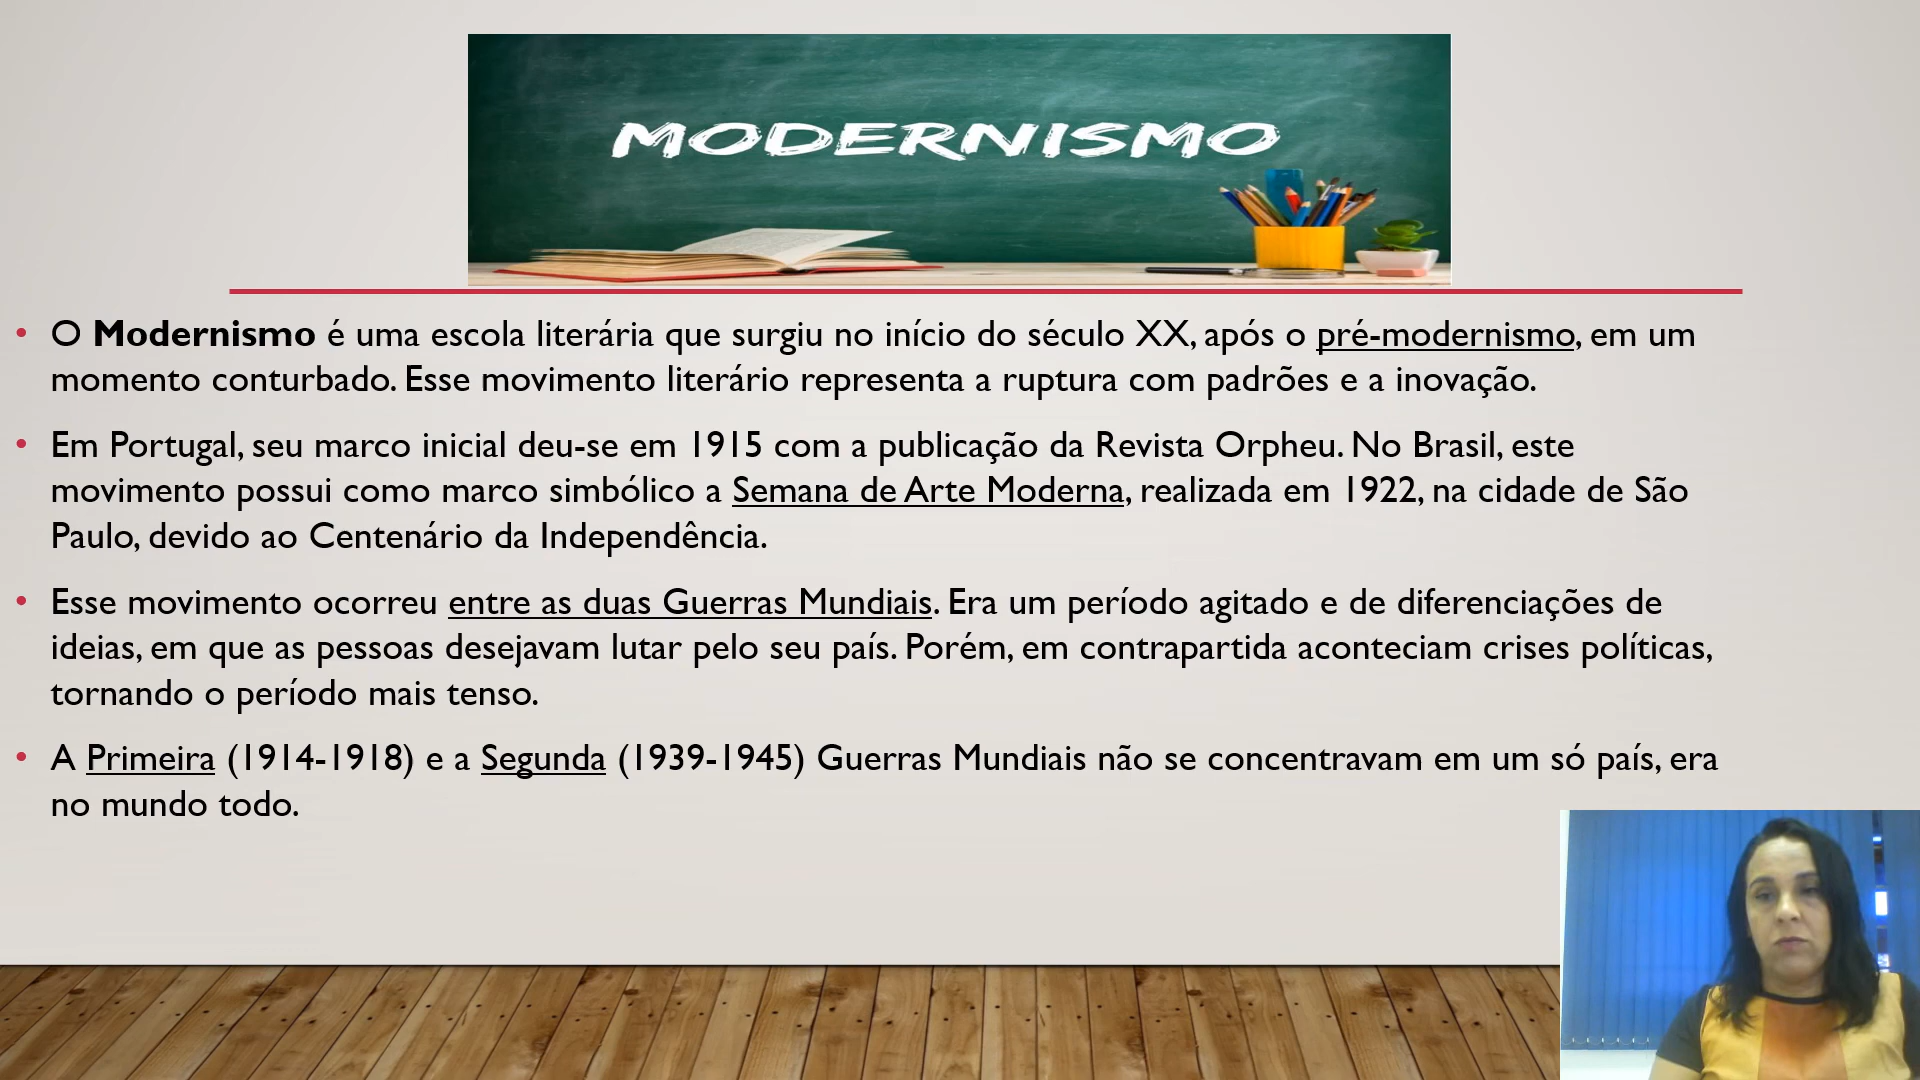 MODERNISMO
• O Modernismo é uma escola literária que surgiu no início do século XX, após o pré-modernismo, em um
momento conturbado. Esse movimento literário representa a ruptura com padrões e a inovação.
• Em Portugal, seu marco inicial deu-se em 1915 com a publicação da Revista Orpheu. No Brasil, este
movimento possui como marco simbólico a Semana de Arte Moderna, realizada em 1922, na cidade de São
Paulo, devido ao Centenário da Independência.
• Esse movimento ocorreu entre as duas Guerras Mundiais. Era um período agitado e de diferenciações de
ideias, em que as pessoas desejavam lutar pelo seu país. Porém, em contrapartida aconteciam crises políticas,
tornando o período mais tenso.
• A Primeira (1914-1918) e a Segunda (1939-1945) Guerras Mundiais não se concentravam em um só país, era
no mundo todo.